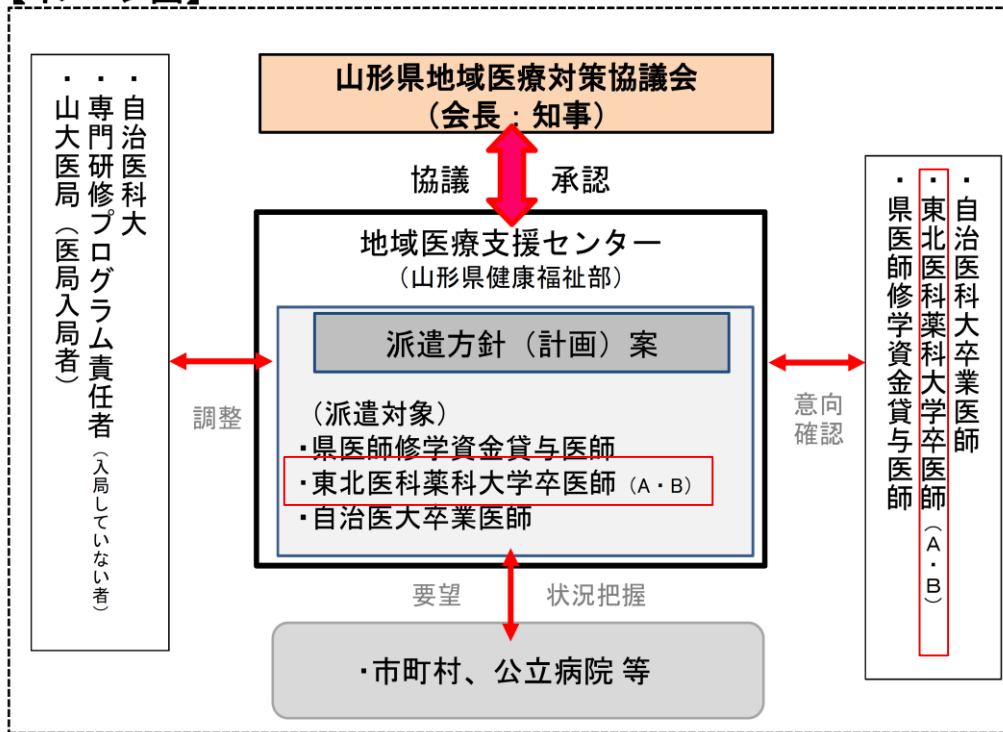 山形県地域医療対策協議会
（会長：知事）
協議
承認
・自治医科大
・専門研修プログラム責任者（入局していない者）
・山大医局（医局入局者）
調整
地域医療支援センター
（山形県健康福祉部）
派遣方針（計画）案
（派遣対象）
・県医師修学資金貸与医師
・東北医科薬科大学卒医師（A・B）
・自治医大卒業医師
意向
確認
・自治医科大卒業医師
・東北医科薬科大学卒医師（A・B）
・県医師修学資金貸与医師
要望
状況把握
・市町村、公立病院 等